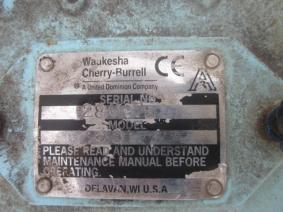 Waukesha
Cherry-Burrell
A United Dominion Company
CE
SERIAL NO.
MODEL
PLEASE READ AND UNDERSTAND
MAINTENANCE MANUAL BEFORE
OPERATING.
DELAVAN, WI U.S.A